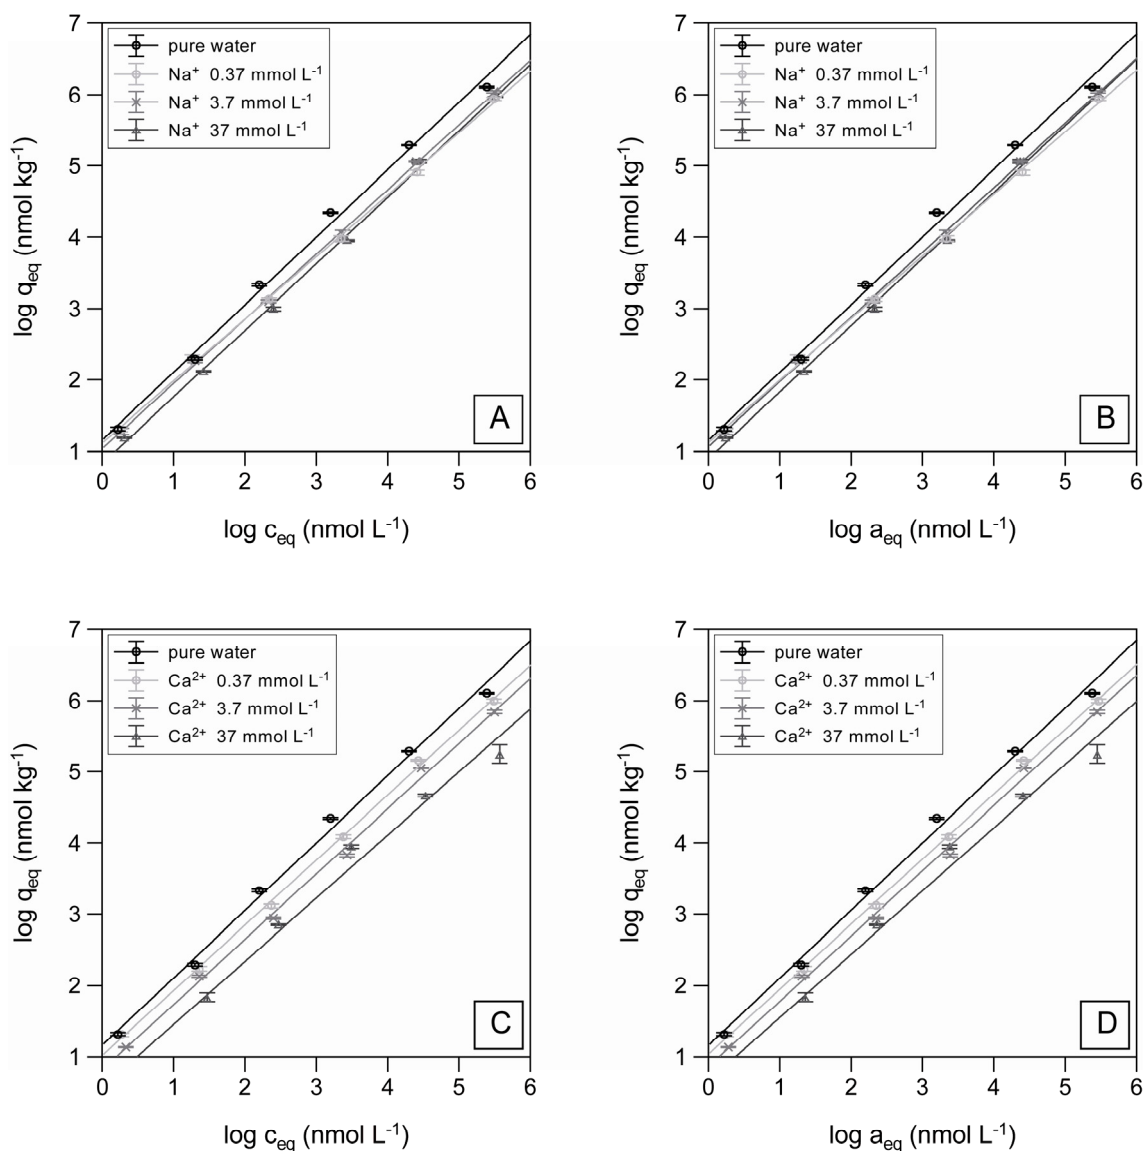 7
6
5
4
3
2
1
log q_eq (nmol kg⁻¹)
pure water
Na⁺ 0.37 mmol L⁻¹
Na⁺ 3.7 mmol L⁻¹
Na⁺ 37 mmol L⁻¹
A
0 1 2 3 4 5 6
log c_eq (nmol L⁻¹)
7
6
5
4
3
2
1
log q_eq (nmol kg⁻¹)
pure water
Na⁺ 0.37 mmol L⁻¹
Na⁺ 3.7 mmol L⁻¹
Na⁺ 37 mmol L⁻¹
B
0 1 2 3 4 5 6
log a_eq (nmol L⁻¹)
7
6
5
4
3
2
1
log q_eq (nmol kg⁻¹)
pure water
Ca²⁺ 0.37 mmol L⁻¹
Ca²⁺ 3.7 mmol L⁻¹
Ca²⁺ 37 mmol L⁻¹
C
0 1 2 3 4 5 6
log c_eq (nmol L⁻¹)
7
6
5
4
3
2
1
log q_eq (nmol kg⁻¹)
pure water
Ca²⁺ 0.37 mmol L⁻¹
Ca²⁺ 3.7 mmol L⁻¹
Ca²⁺ 37 mmol L⁻¹
D
0 1 2 3 4 5 6
log a_eq (nmol L⁻¹)